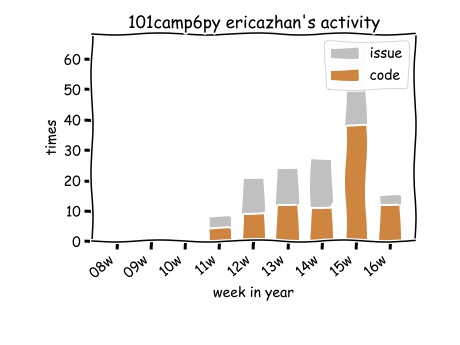 101camp6py ericazhan's activity
issue
code
60
50
40
30
20
10
0
times
08w 09w 10w 11w 12w 13w 14w 15w 16w
week in year